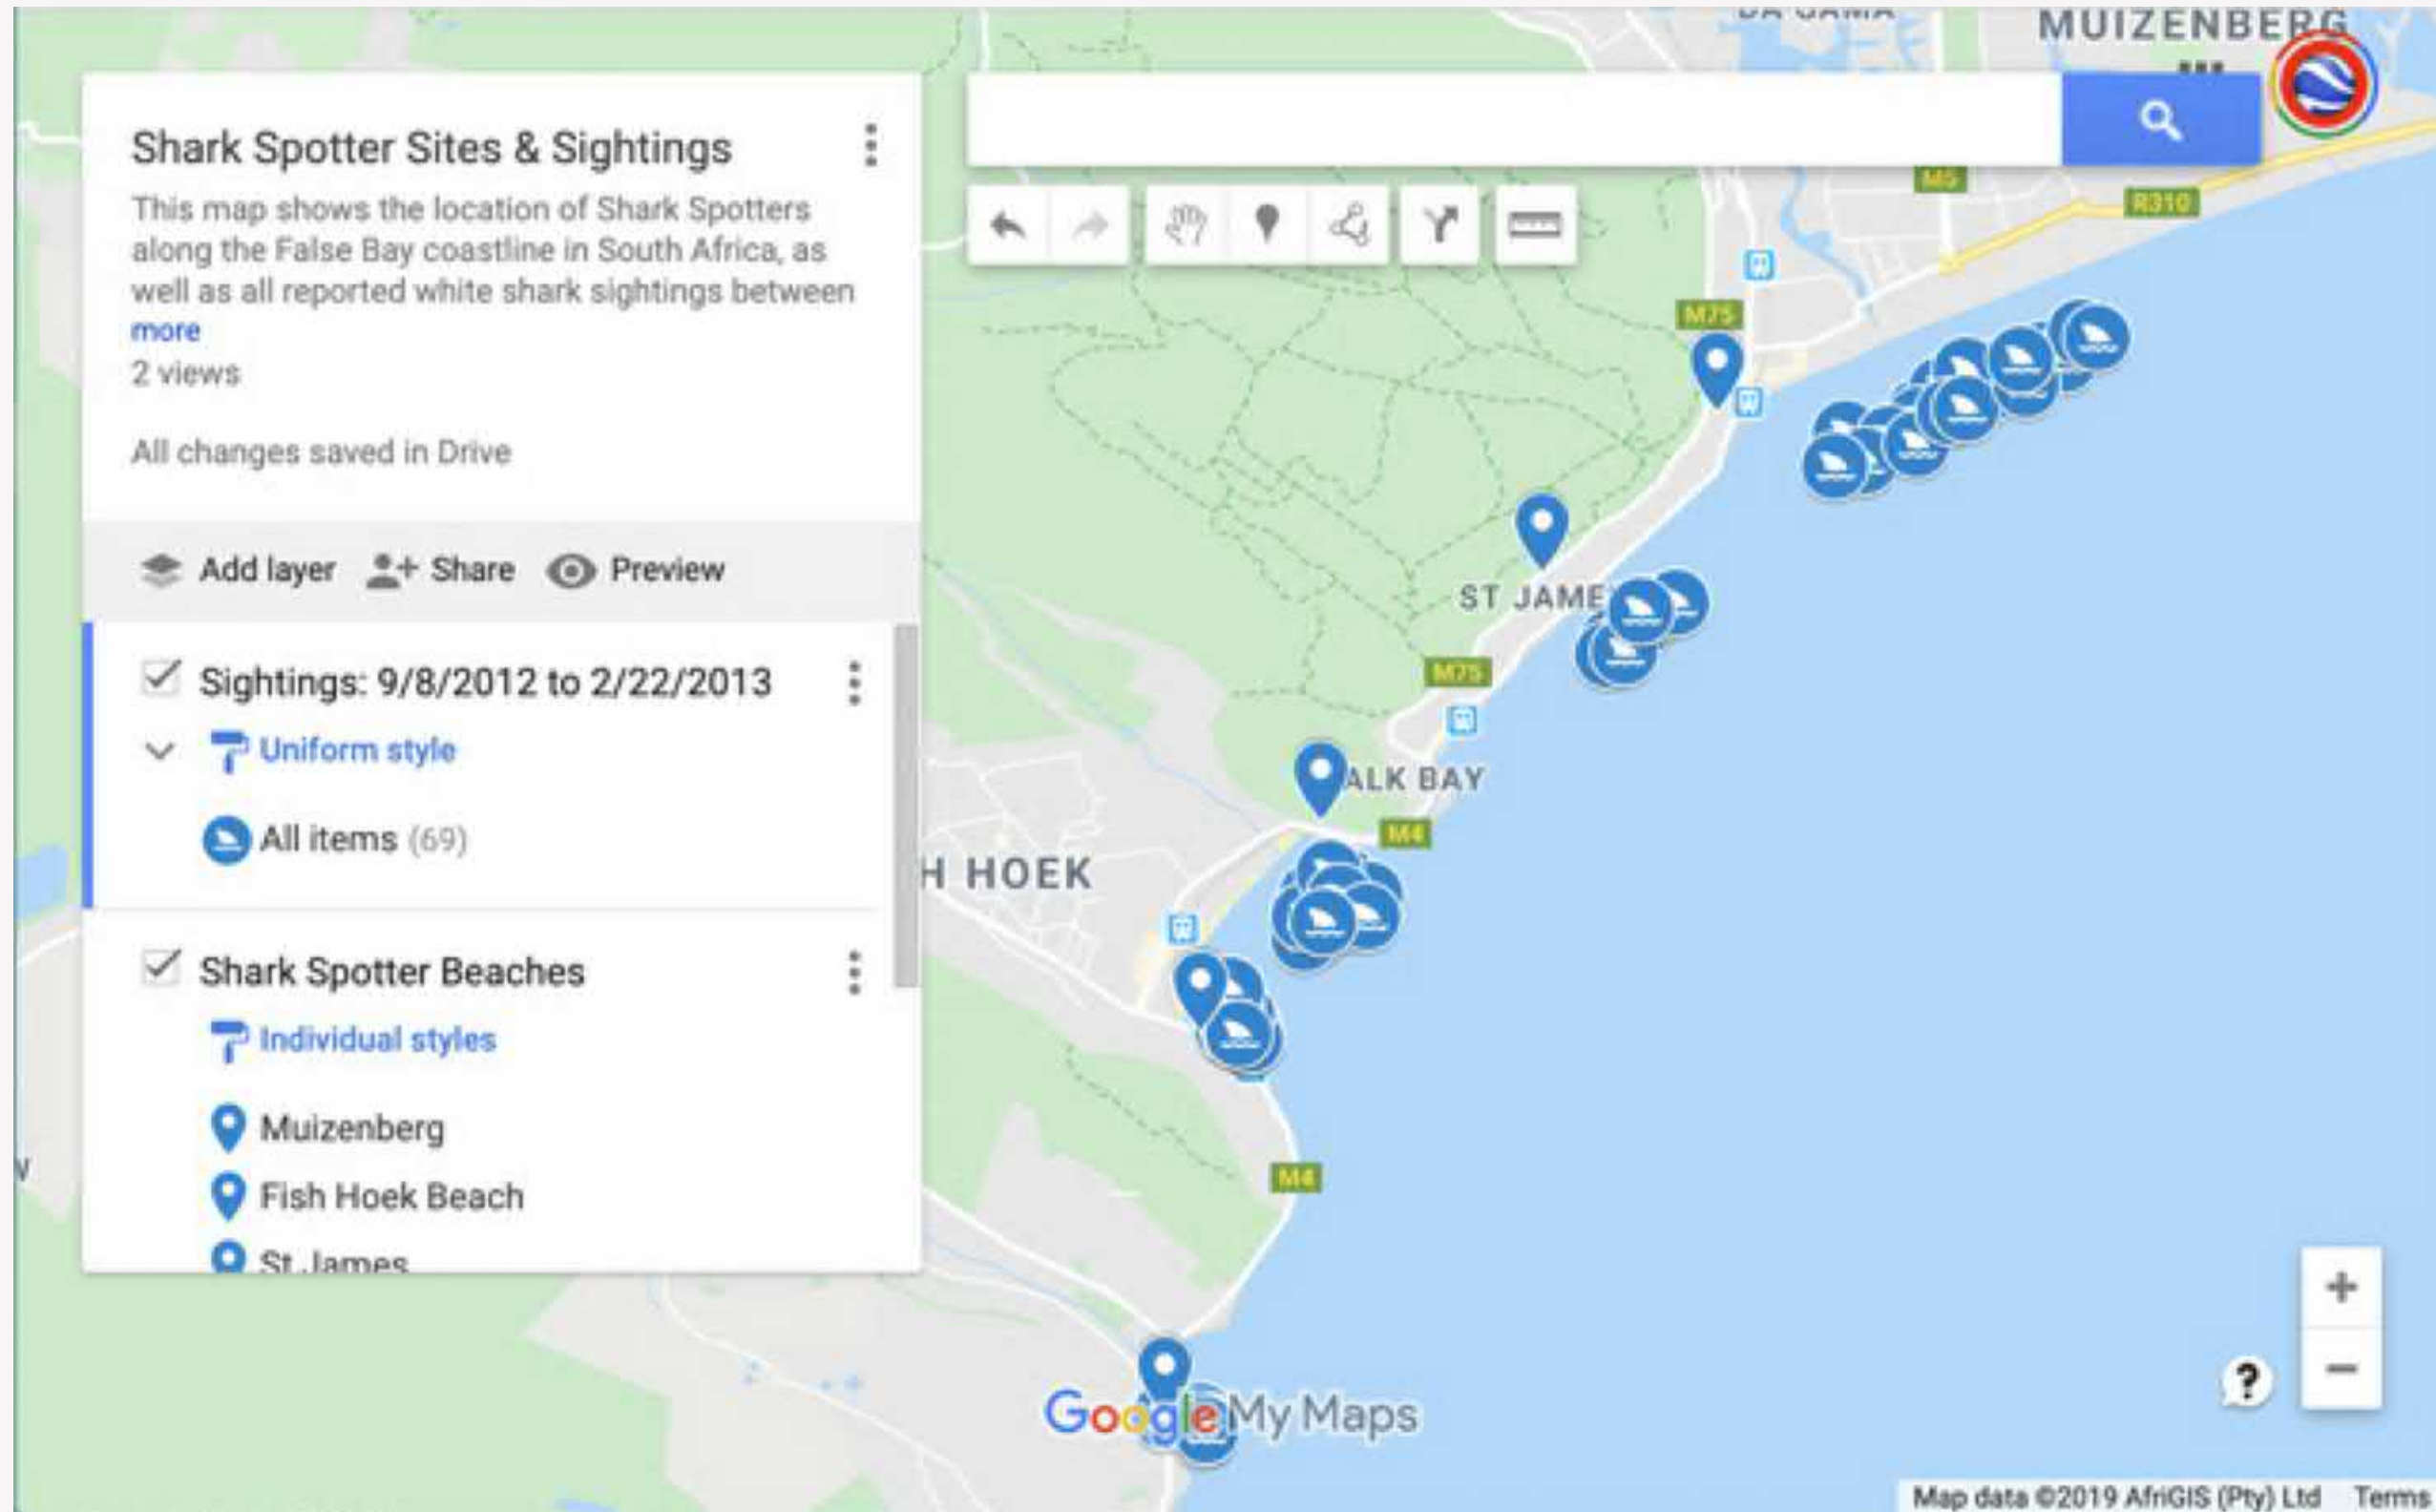 MUIZENBERG
Shark Spotter Sites & Sightings
This map shows the location of Shark Spotters
along the False Bay coastline in South Africa, as
well as all reported white shark sightings between
more
2 views
All changes saved in Drive
Add layer Share Preview
Sightings: 9/8/2012 to 2/22/2013
Uniform style
All items (69)
Shark Spotter Beaches
Individual styles
Muizenberg
Fish Hoek Beach
St James
M5
R310
M75
ST JAME
M75
ALK BAY
M4
H HOEK
M4
Google My Maps
?
Map data ©2019 AfriGIS (Pty) Ltd Terms